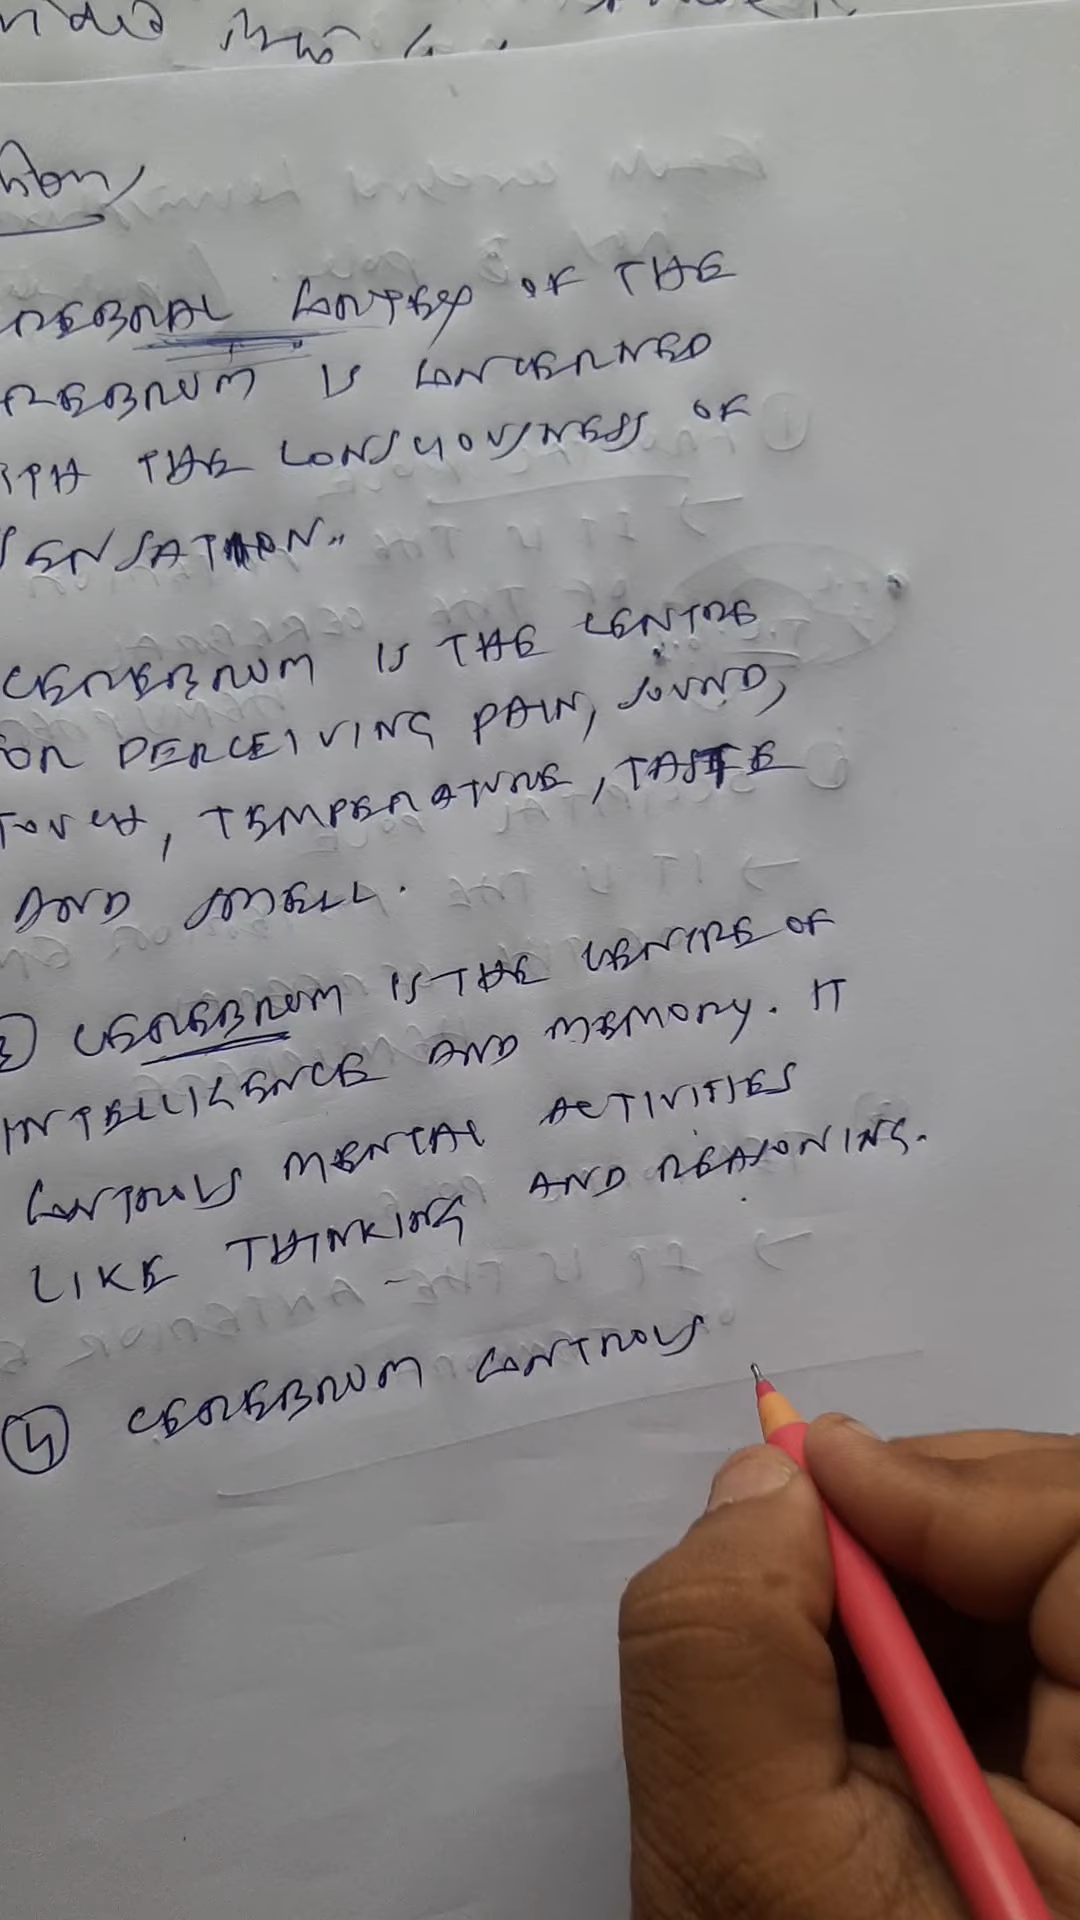 CEREBRAL CORTEX OF THE
CEREBRUM IS CONCERNED
WITH THE CONSCIOUSNESS OF
SENSATION.
CEREBRUM IS THE CENTRE
FOR PERCEIVING PAIN, SOUND,
TOUCH, TEMPERATURE, TASTE
AND SMELL.
3 CEREBRUM IS THE CENTRE OF
INTELLIGENCE AND MEMORY. IT
CONTROLS MENTAL ACTIVITIES
LIKE THINKING AND REASONING.
4 CEREBRUM CONTROLS